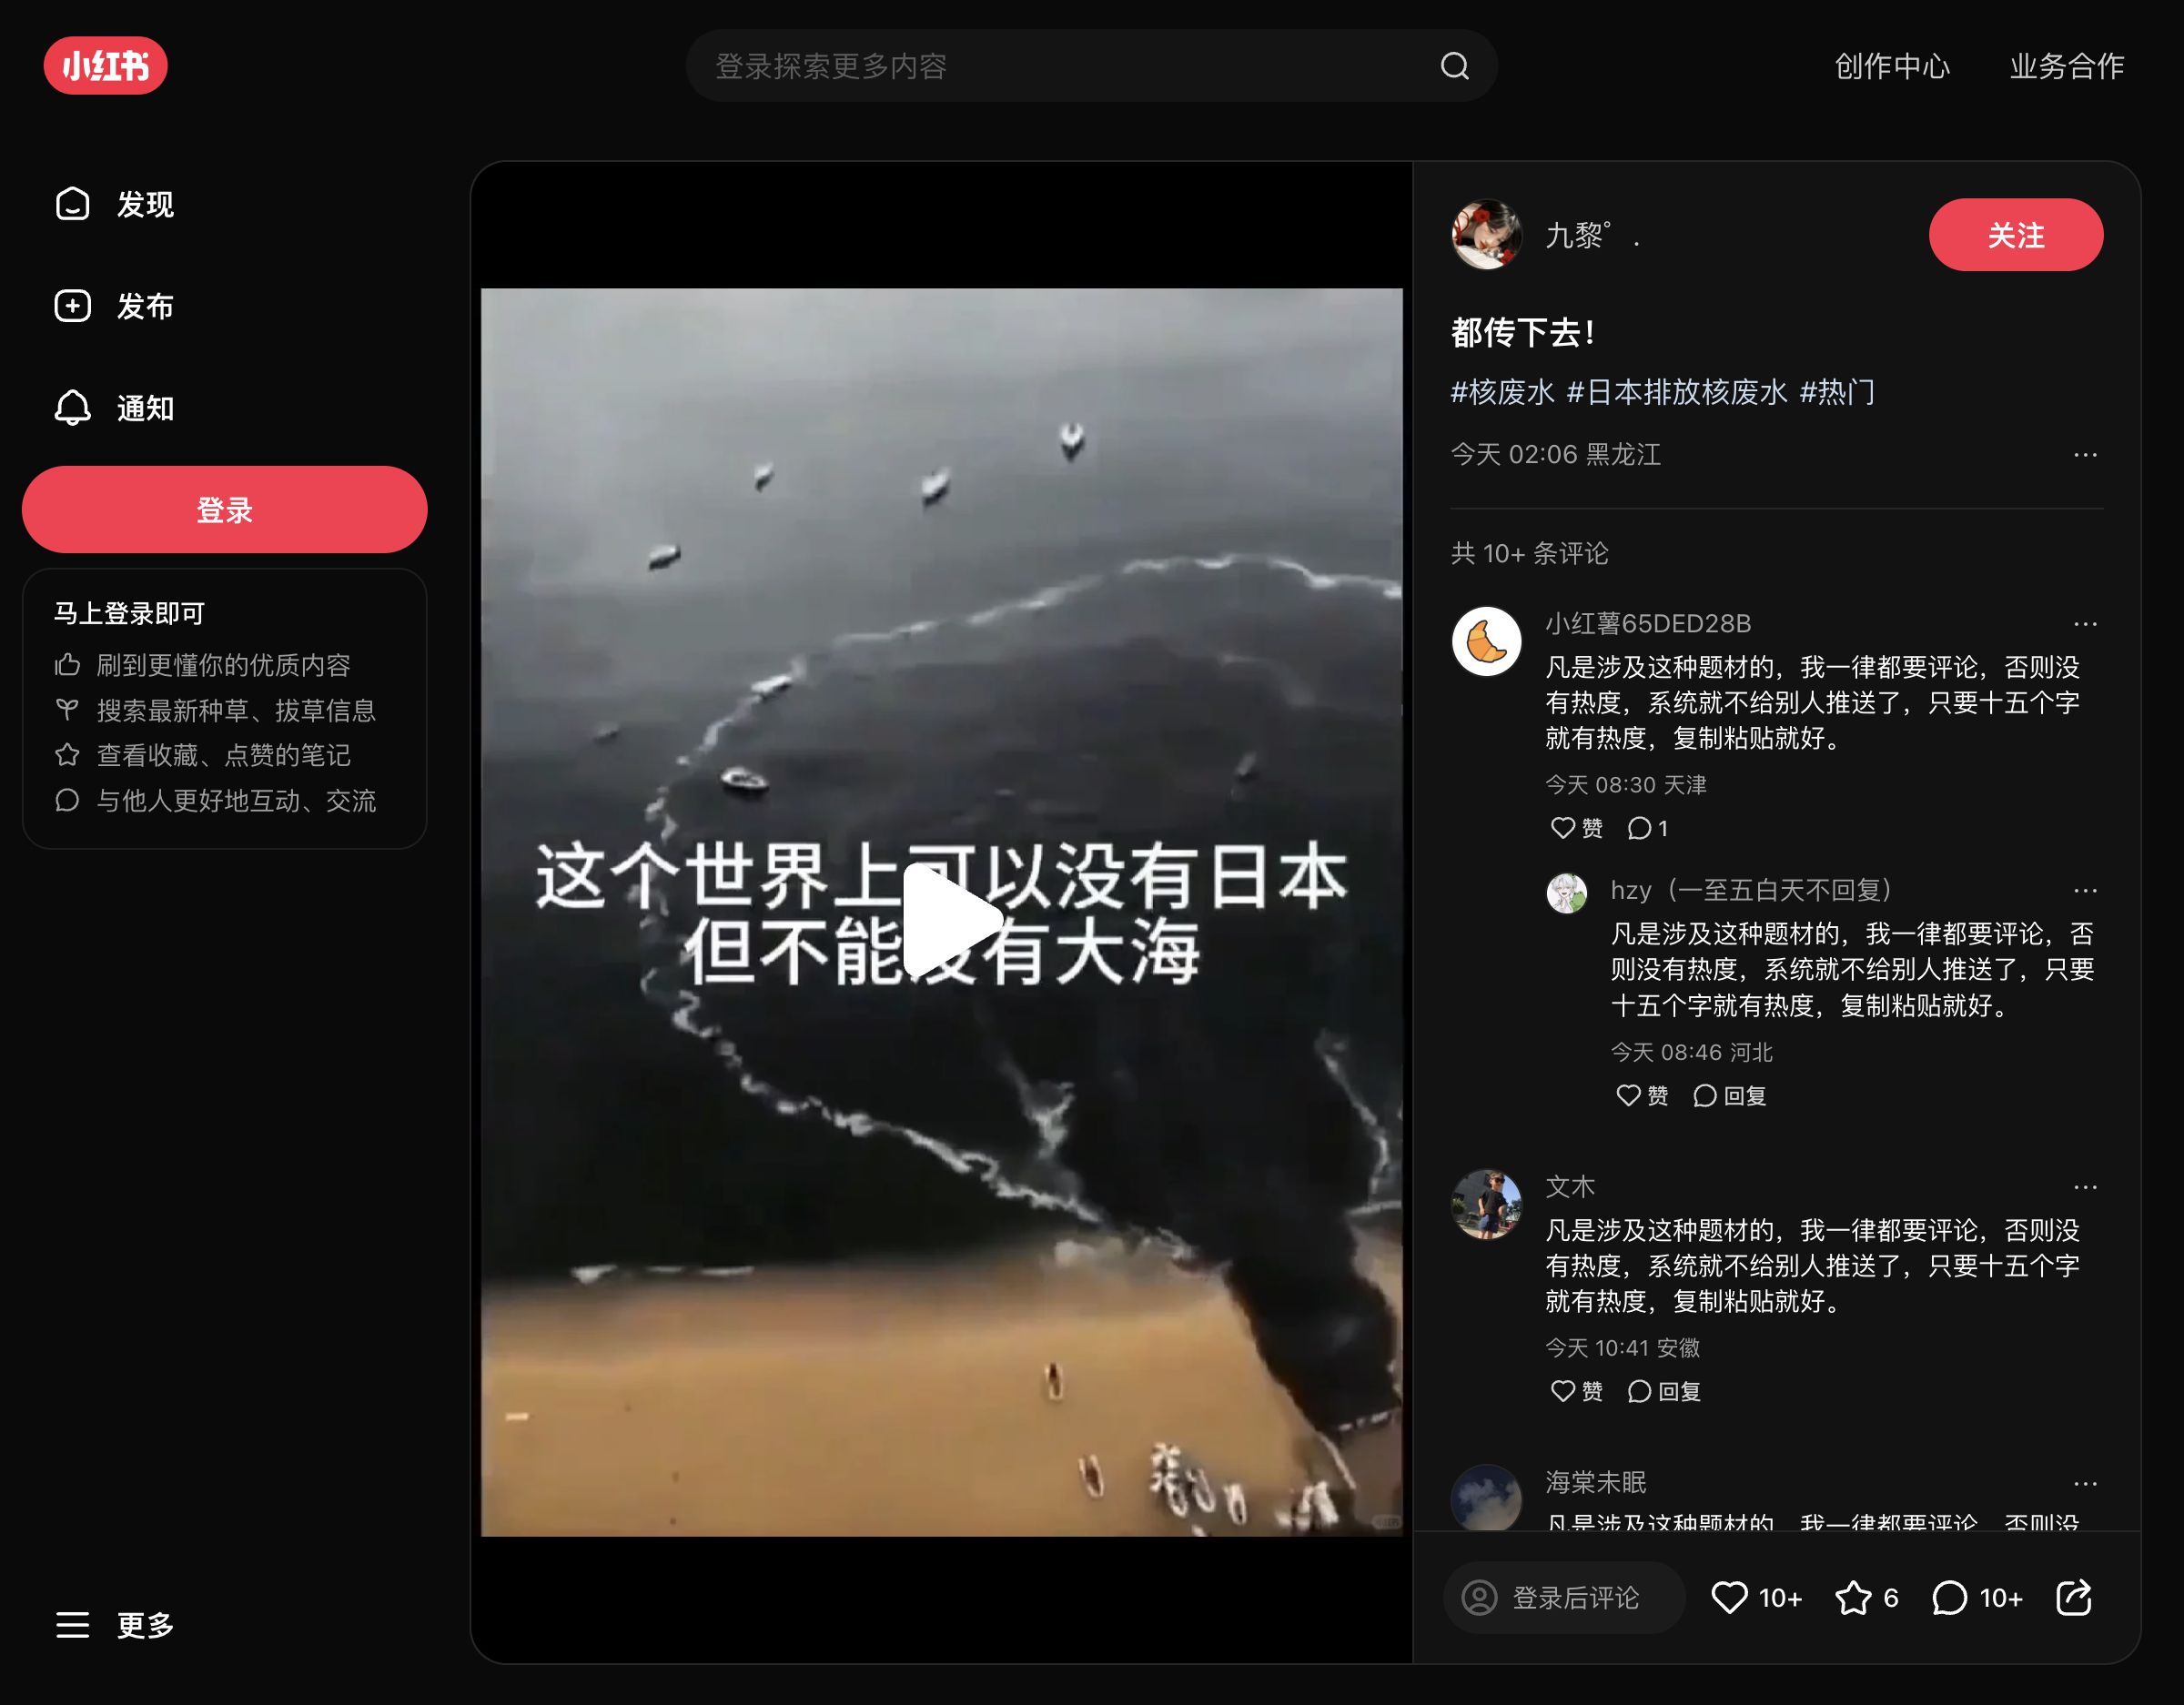 小红书
登录探索更多内容
创作中心
业务合作
发现
发布
通知
登录
马上登录即可
刷到更懂你的优质内容
搜索最新种草、拔草信息
查看收藏、点赞的笔记
与他人更好地互动、交流
更多
这个世界上可以没有日本
但不能没有大海
九黎° .
关注
都传下去！
#核废水 #日本排放核废水 #热门
今天 02:06 黑龙江
共 10+ 条评论
小红薯65DED28B
凡是涉及这种题材的，我一律都要评论，否则没
有热度，系统就不给别人推送了，只要十五个字
就有热度，复制粘贴就好。
今天 08:30 天津
赞 1
hzy（一至五白天不回复）
凡是涉及这种题材的，我一律都要评论，否
则没有热度，系统就不给别人推送了，只要
十五个字就有热度，复制粘贴就好。
今天 08:46 河北
赞 回复
文木
凡是涉及这种题材的，我一律都要评论，否则没
有热度，系统就不给别人推送了，只要十五个字
就有热度，复制粘贴就好。
今天 10:41 安徽
赞 回复
海棠未眠
凡是涉及这种题材的，我一律都要评论，否则没
登录后评论
10+ 6 10+